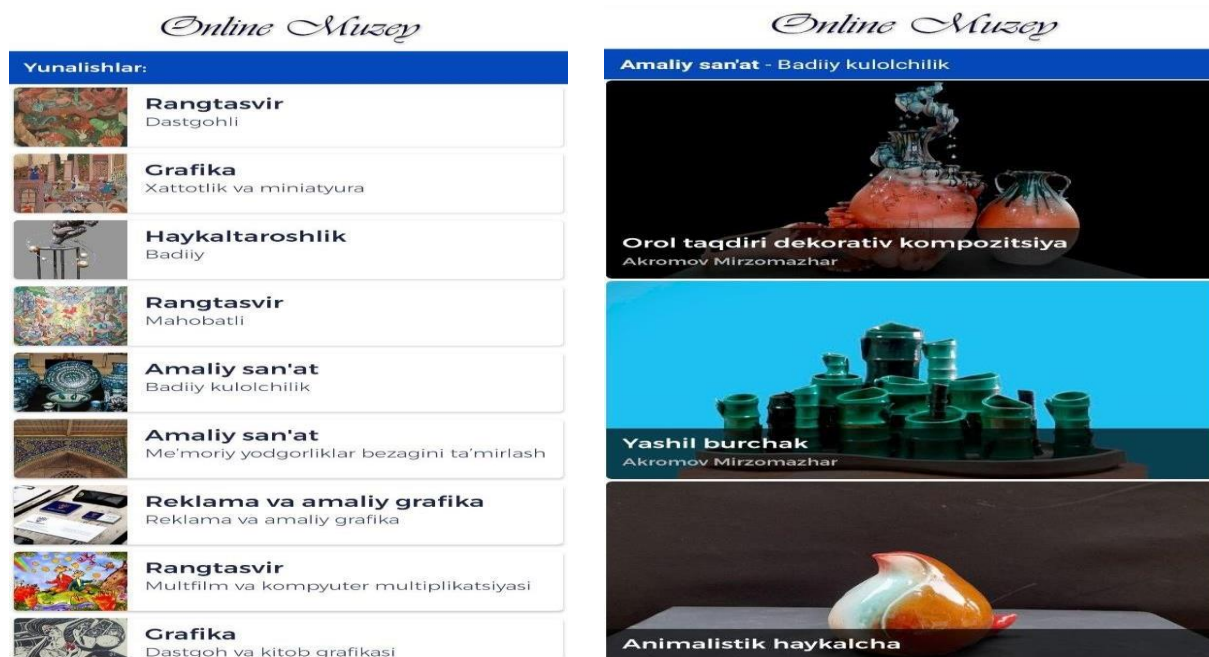 Online Muzey
Yunalishlar:
Rangtasvir
Dastgohli
Grafika
Xattotlik va miniatyura
Haykaltaroshlik
Badiiy
Rangtasvir
Mahobatli
Amaliy san'at
Badiiy kulolchilik
Amaliy san'at
Me'moriy yodgorliklar bezagini ta'mirlash
Reklama va amaliy grafika
Reklama va amaliy grafika
Rangtasvir
Multfilm va kompyuter multiplikatsiyasi
Grafika
Dastgoh va kitob grafikasi
Online Muzey
Amaliy san'at - Badiiy kulolchilik
Orol taqdiri dekorativ kompozitsiya
Akromov Mirzomazhar
Yashil burchak
Akromov Mirzomazhar
Animalistik haykalcha